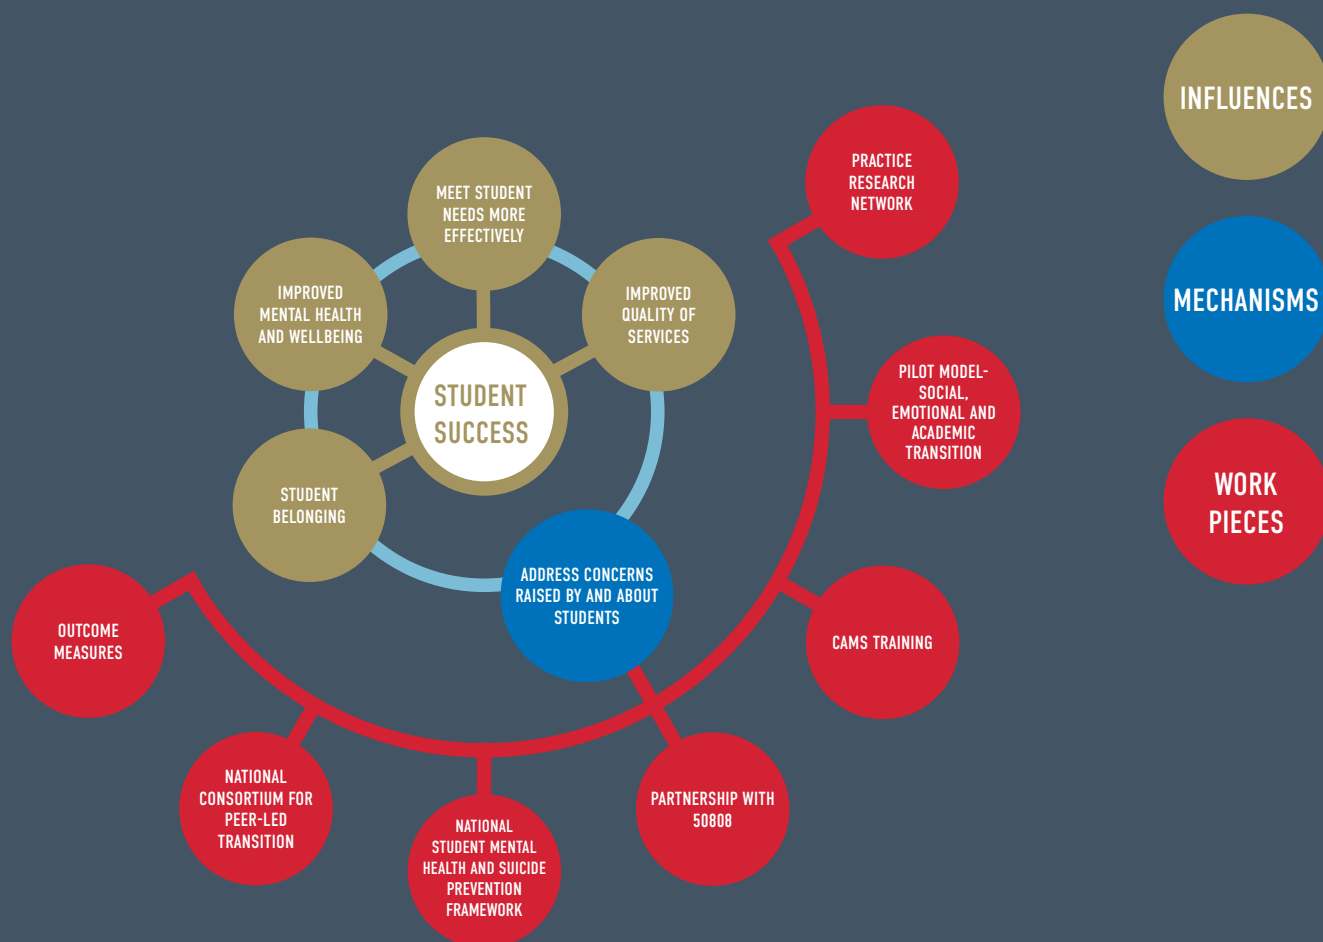 INFLUENCES
MECHANISMS
WORK
PIECES
PRACTICE
RESEARCH
NETWORK
MEET STUDENT
NEEDS MORE
EFFECTIVELY
IMPROVED
MENTAL HEALTH
AND WELLBEING
IMPROVED
QUALITY OF
SERVICES
STUDENT
SUCCESS
PILOT MODEL-
SOCIAL,
EMOTIONAL AND
ACADEMIC
TRANSITION
STUDENT
BELONGING
ADDRESS CONCERNS
RAISED BY AND ABOUT
STUDENTS
OUTCOME
MEASURES
CAMS TRAINING
NATIONAL
CONSORTIUM FOR
PEER-LED
TRANSITION
NATIONAL
STUDENT MENTAL
HEALTH AND SUICIDE
PREVENTION
FRAMEWORK
PARTNERSHIP WITH
50808